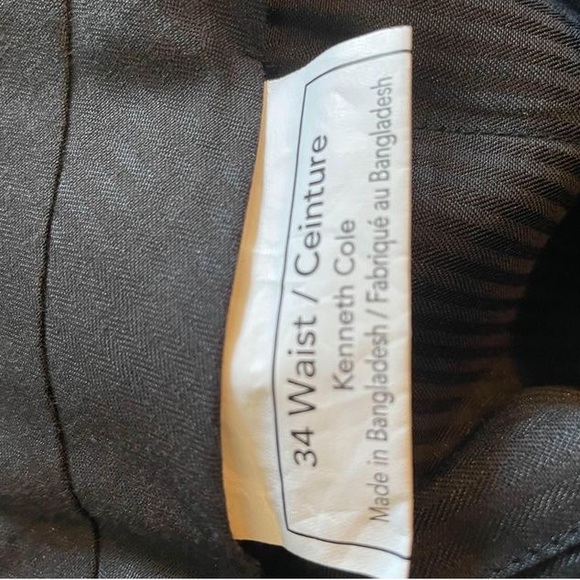 34 Waist / Ceinture
Kenneth Cole
Made in Bangladesh / Fabriqué au Bangladesh